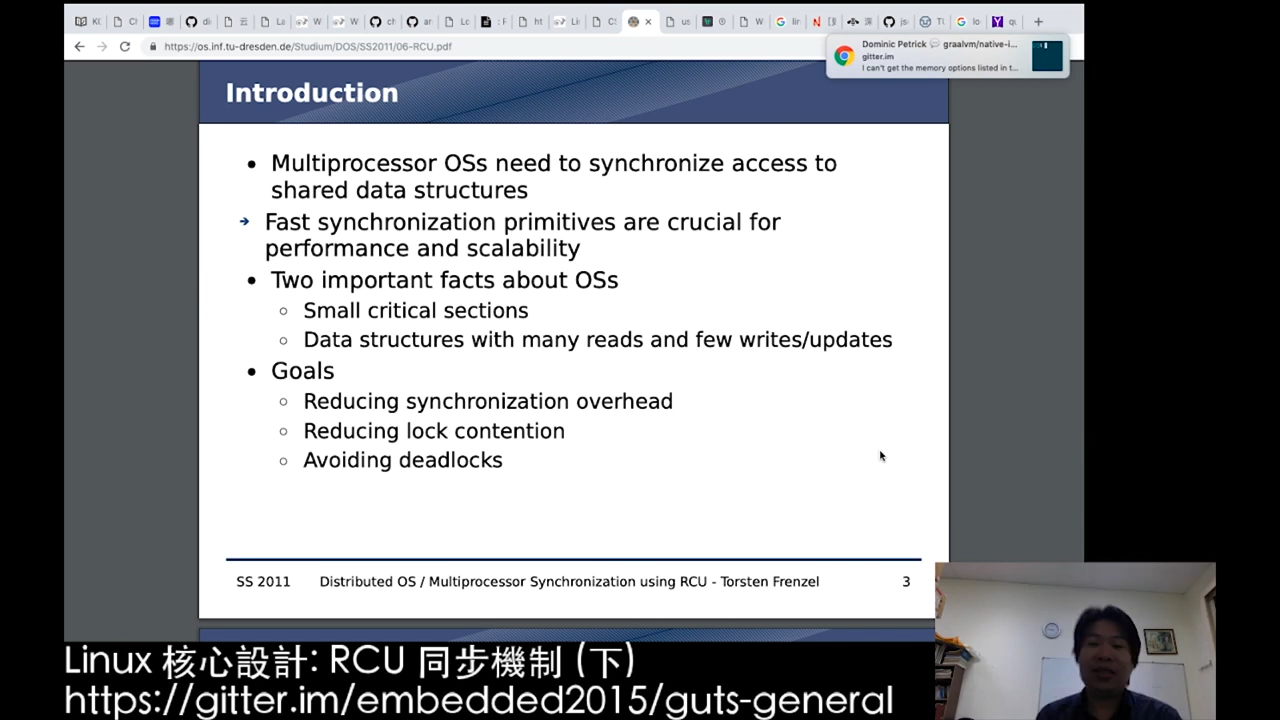 https://os.inf.tu-dresden.de/Studium/DOS/SS2011/06-RCU.pdf
Dominic Petrick 💬 graalvm/native-i...
gitter.im
I can't get the memory options listed in t...
Introduction
• Multiprocessor OSs need to synchronize access to
shared data structures
➔ Fast synchronization primitives are crucial for
performance and scalability
• Two important facts about OSs
○ Small critical sections
○ Data structures with many reads and few writes/updates
• Goals
○ Reducing synchronization overhead
○ Reducing lock contention
○ Avoiding deadlocks
SS 2011 Distributed OS / Multiprocessor Synchronization using RCU - Torsten Frenzel 3
Linux 核心設計: RCU 同步機制 (下)
https://gitter.im/embedded2015/guts-general